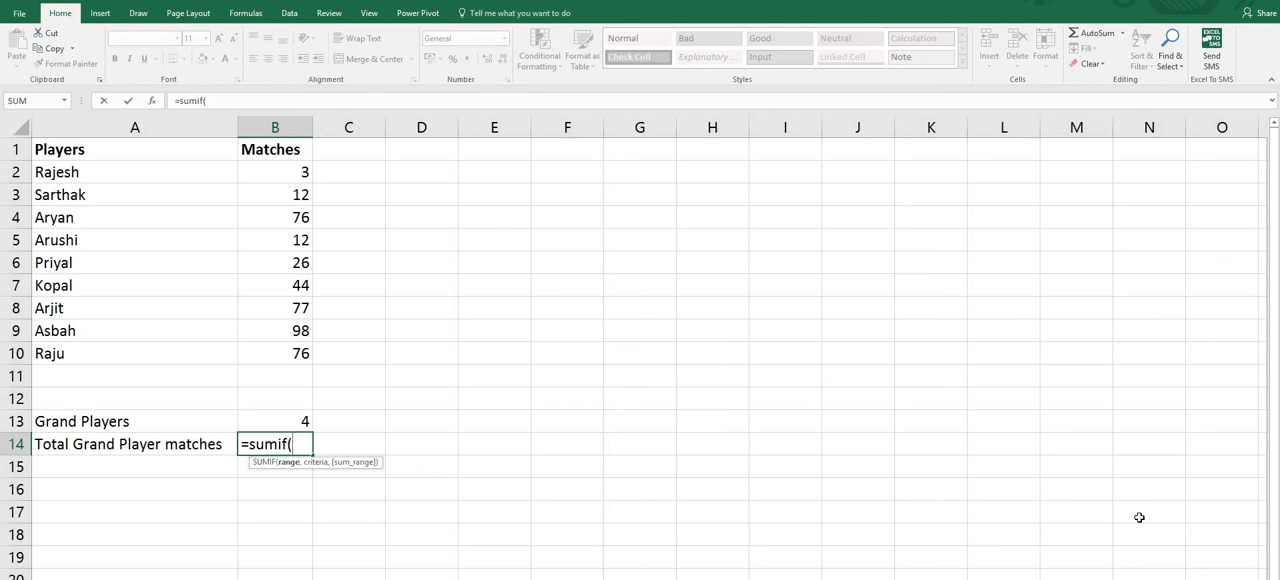 File Home Insert Draw Page Layout Formulas Data Review View Power Pivot Tell me what you want to do Share
Paste Cut Copy Format Painter Clipboard
11 A A B I U A Font
Wrap Text Merge & Center Alignment
General % Number
Conditional Formatting Format as Table
Normal Bad Good Neutral Calculation
Check Cell Explanatory ... Input Linked Cell Note
Styles
Insert Delete Format Cells
AutoSum Fill Clear Sort & Filter Find & Select Editing
EXCEL TO SMS Send SMS Excel To SMS
SUM fx =sumif(
A B C D E F G H I J K L M N O
1 Players Matches
2 Rajesh 3
3 Sarthak 12
4 Aryan 76
5 Arushi 12
6 Priyal 26
7 Kopal 44
8 Arjit 77
9 Asbah 98
10 Raju 76
11
12
13 Grand Players 4
14 Total Grand Player matches =sumif(
15 SUMIF(range, criteria, [sum_range])
16
17
18
19
20